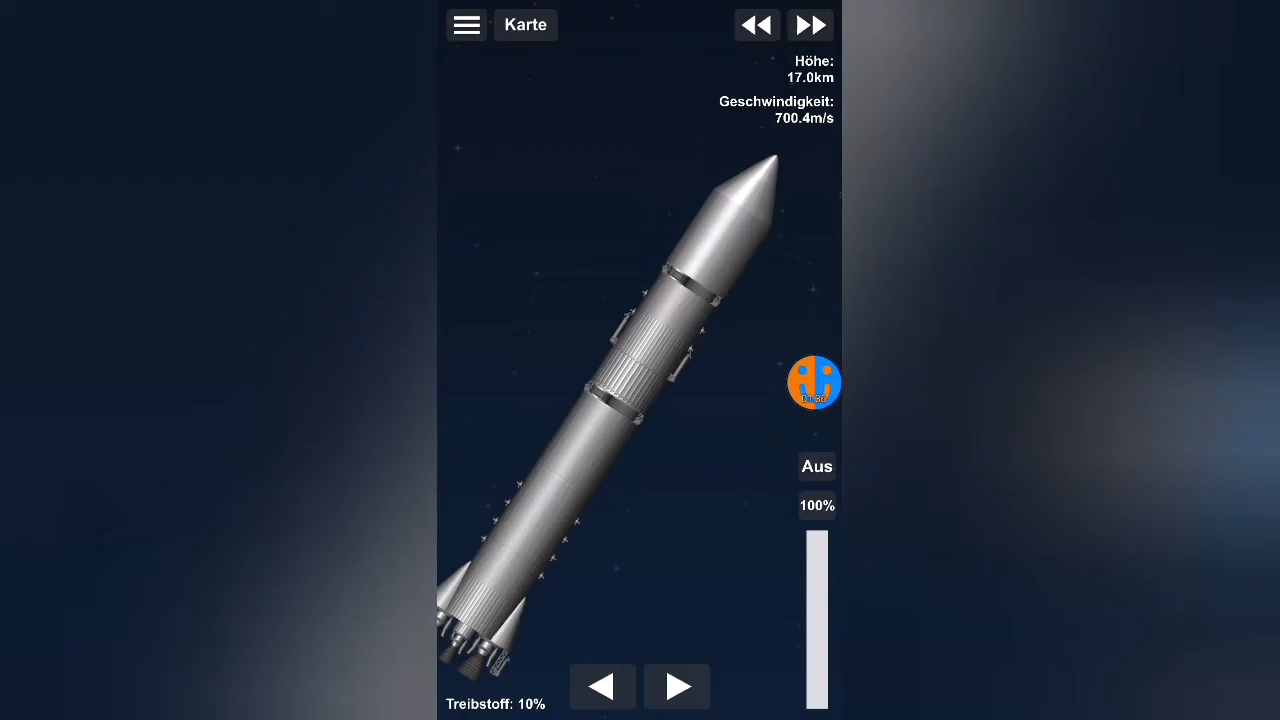 Karte
Höhe:
17.0km
Geschwindigkeit:
700.4m/s
Aus
100%
Treibstoff: 10%